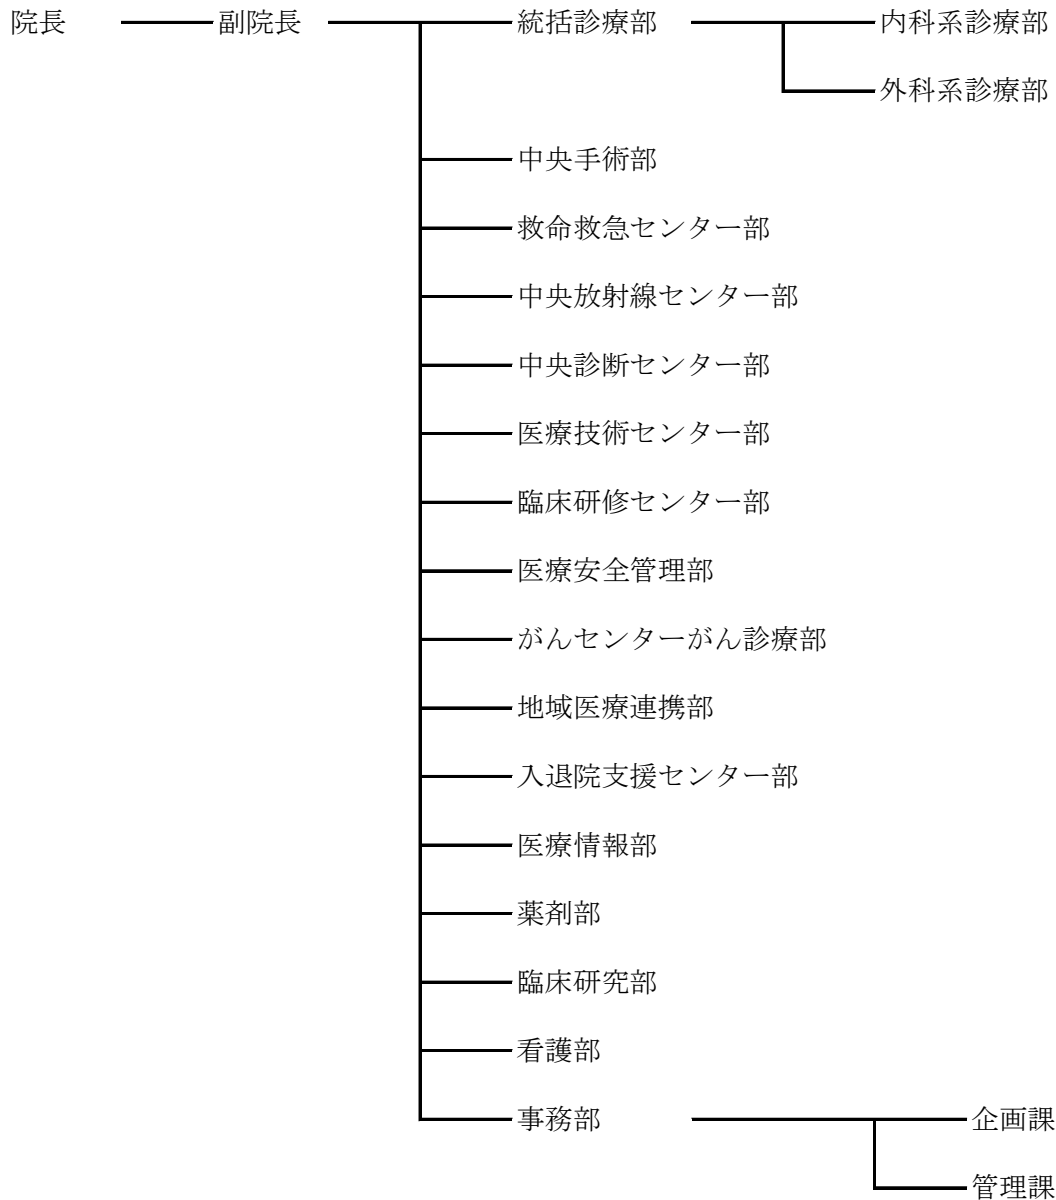 院長 副院長 統括診療部 内科系診療部
外科系診療部
中央手術部
救命救急センター部
中央放射線センター部
中央診断センター部
医療技術センター部
臨床研修センター部
医療安全管理部
がんセンターがん診療部
地域医療連携部
入退院支援センター部
医療情報部
薬剤部
臨床研究部
看護部
事務部 企画課
管理課